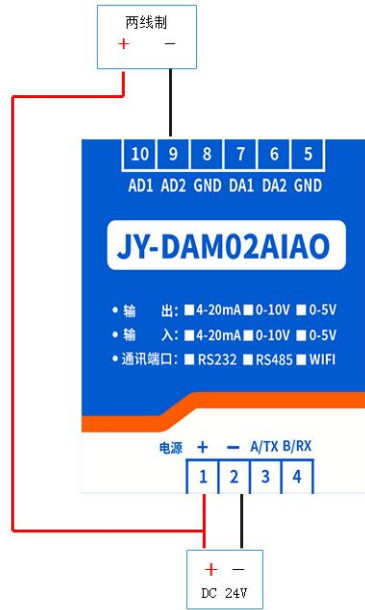 两线制
+ −
10 9 8 7 6 5
AD1 AD2 GND DA1 DA2 GND
JY-DAM02AIAO
• 输 出: ■4-20mA ■0-10V ■0-5V
• 输 入: ■4-20mA ■0-10V ■0-5V
• 通讯端口: ■RS232 ■RS485 ■WIFI
电源 + − A/TX B/RX
1 2 3 4
+ −
DC 24V